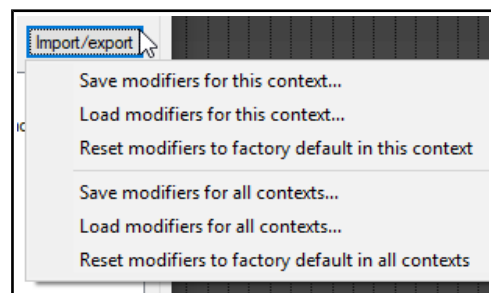 Import/export
Save modifiers for this context...
Load modifiers for this context...
Reset modifiers to factory default in this context
Save modifiers for all contexts...
Load modifiers for all contexts...
Reset modifiers to factory default in all contexts